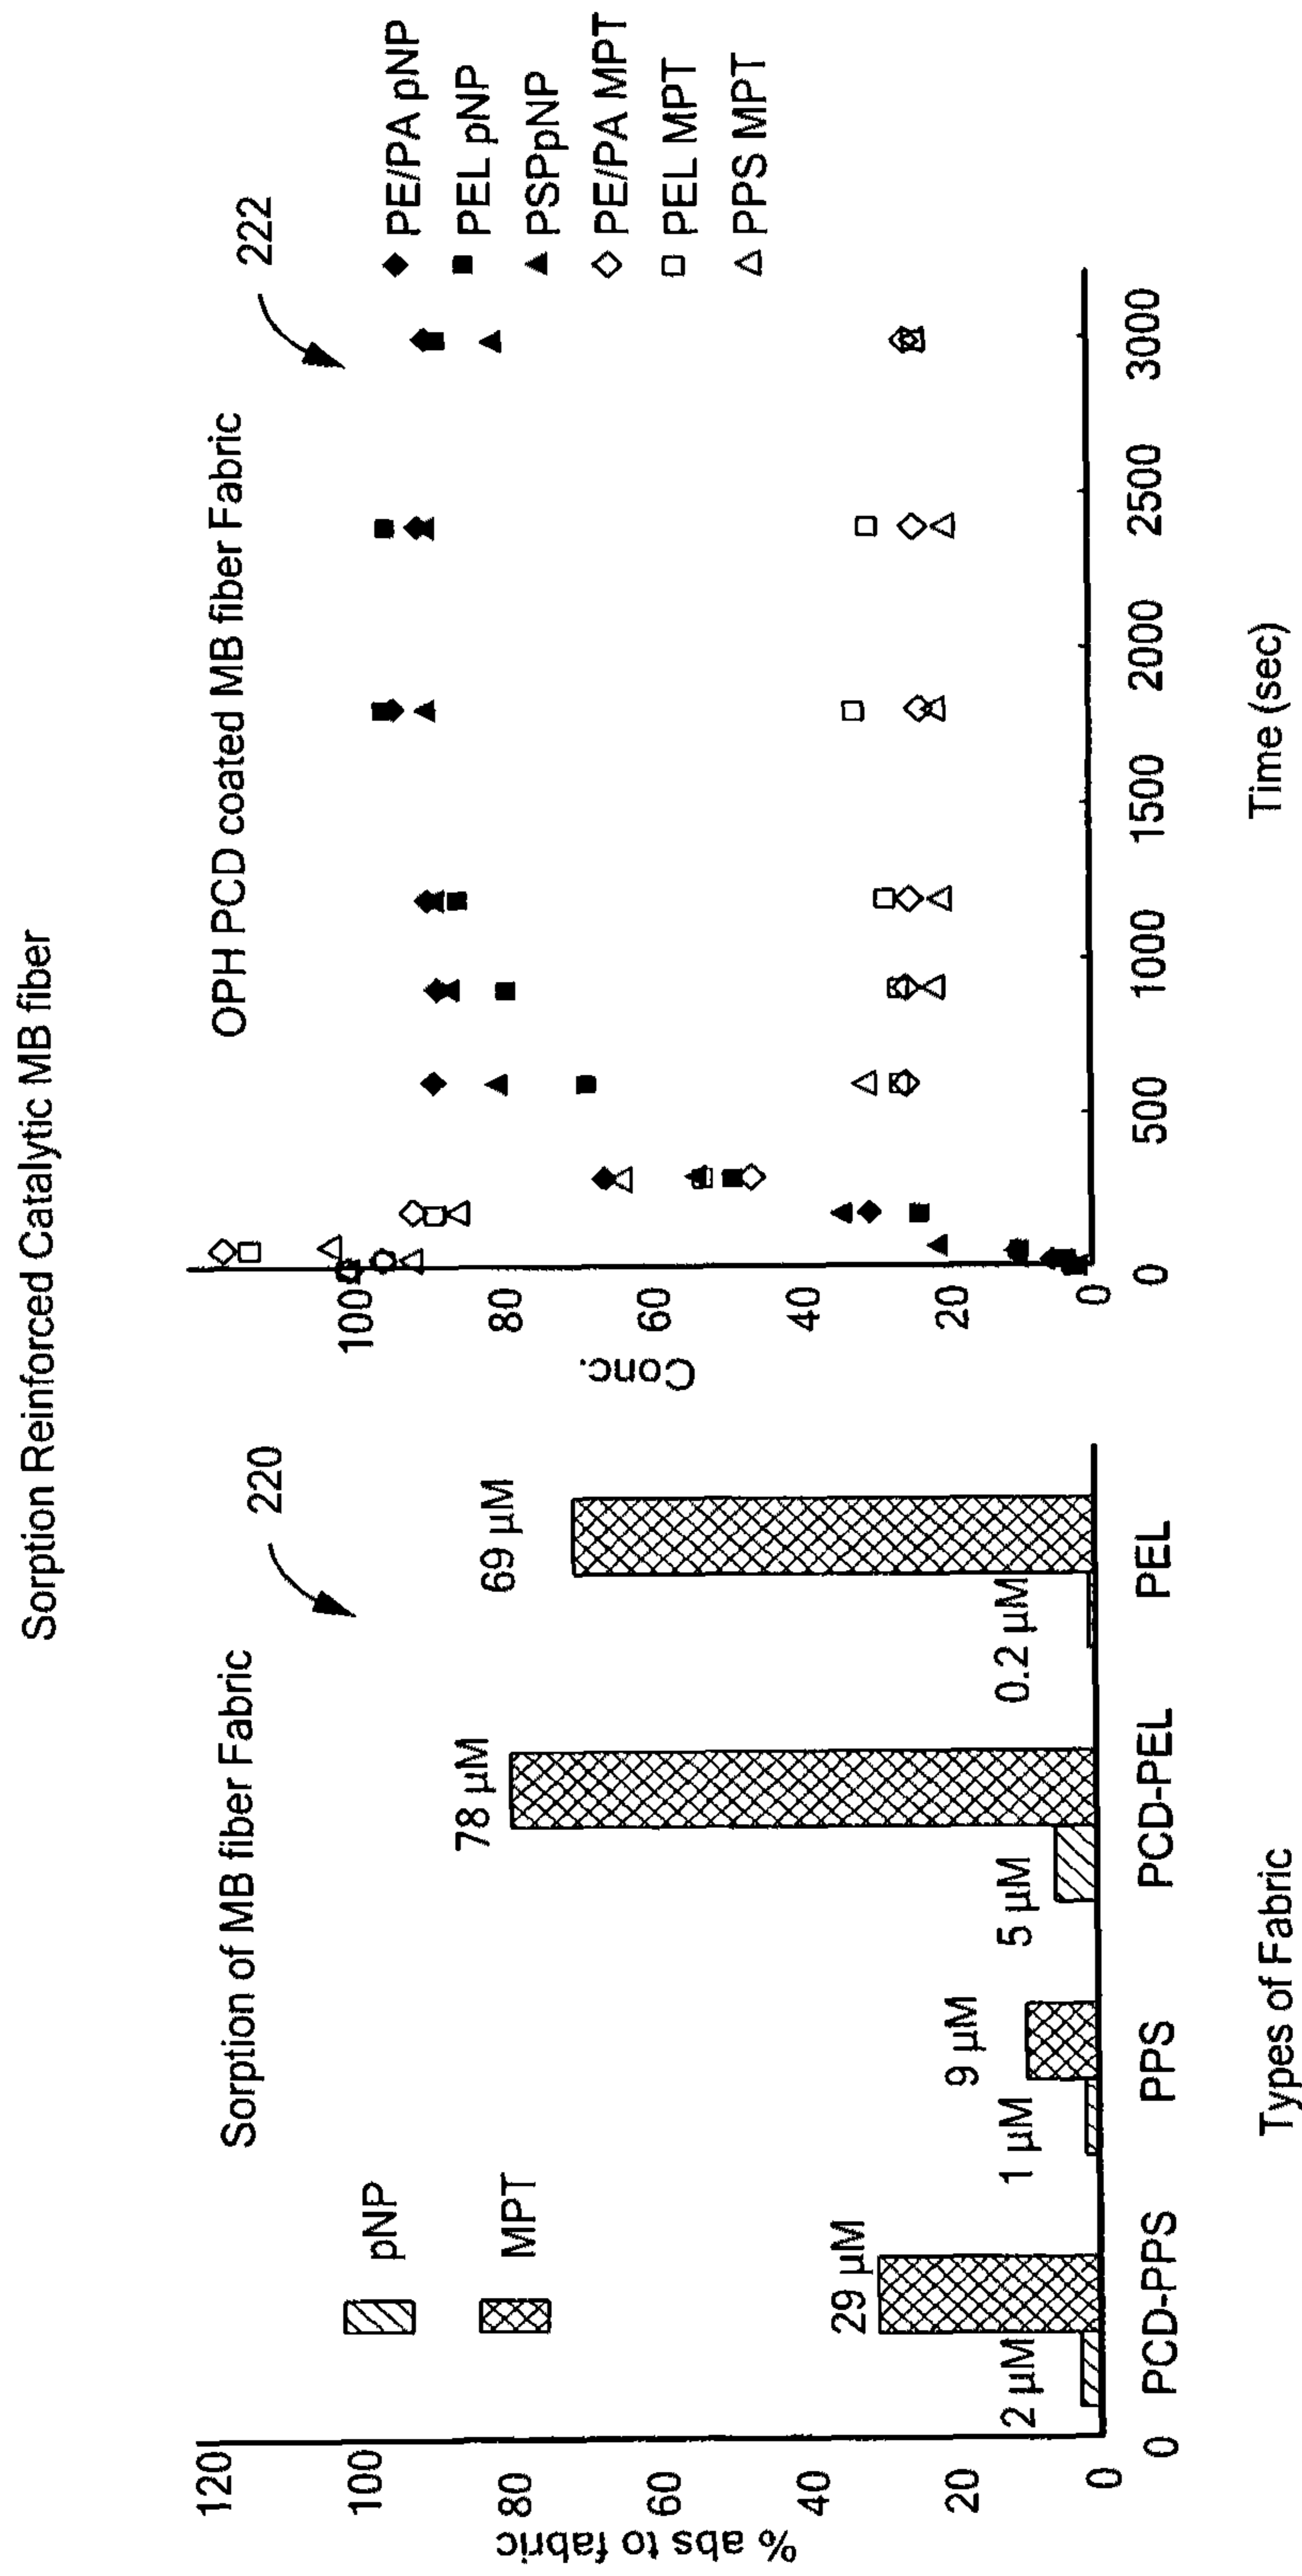 Sorption Reinforced Catalytic MB fiber
Sorption of MB fiber Fabric
220
% abs to fabric
120
100
80
60
40
20
0
pNP
MPT
2 µM
29 µM
1 µM
9 µM
5 µM
78 µM
0.2 µM
69 µM
0
PCD-PPS
PPS
PCD-PEL
PEL
Types of Fabric
OPH PCD coated MB fiber Fabric
222
Conc.
100
80
60
40
20
0
0
500
1000
1500
2000
2500
3000
Time (sec)
PE/PA pNP
PEL pNP
PSPpNP
PE/PA MPT
PEL MPT
PPS MPT